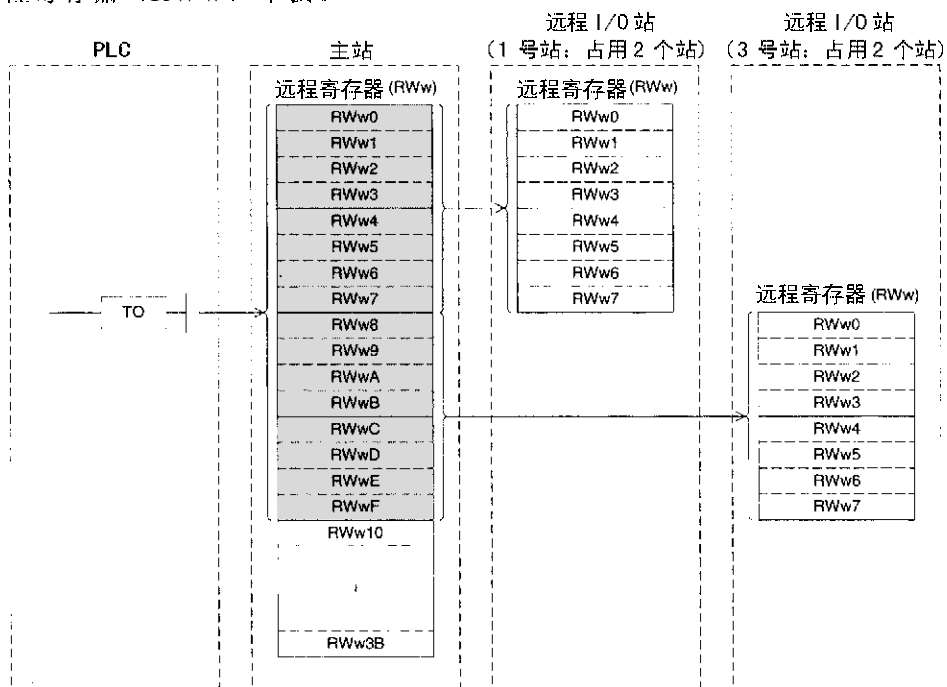 远程 I/O 站 远程 I/O 站
PLC 主站 (1 号站：占用 2 个站) (3 号站：占用 2 个站)
远程寄存器 (RWw) 远程寄存器 (RWw)
RWw0 RWw0
RWw1 RWw1
RWw2 RWw2
RWw3 RWw3
RWw4 RWw4
RWw5 RWw5
RWw6 RWw6
RWw7 RWw7 远程寄存器 (RWw)
TO
RWw8 RWw0
RWw9 RWw1
RWwA RWw2
RWwB RWw3
RWwC RWw4
RWwD RWw5
RWwE RWw6
RWwF RWw7
RWw10
RWw3B